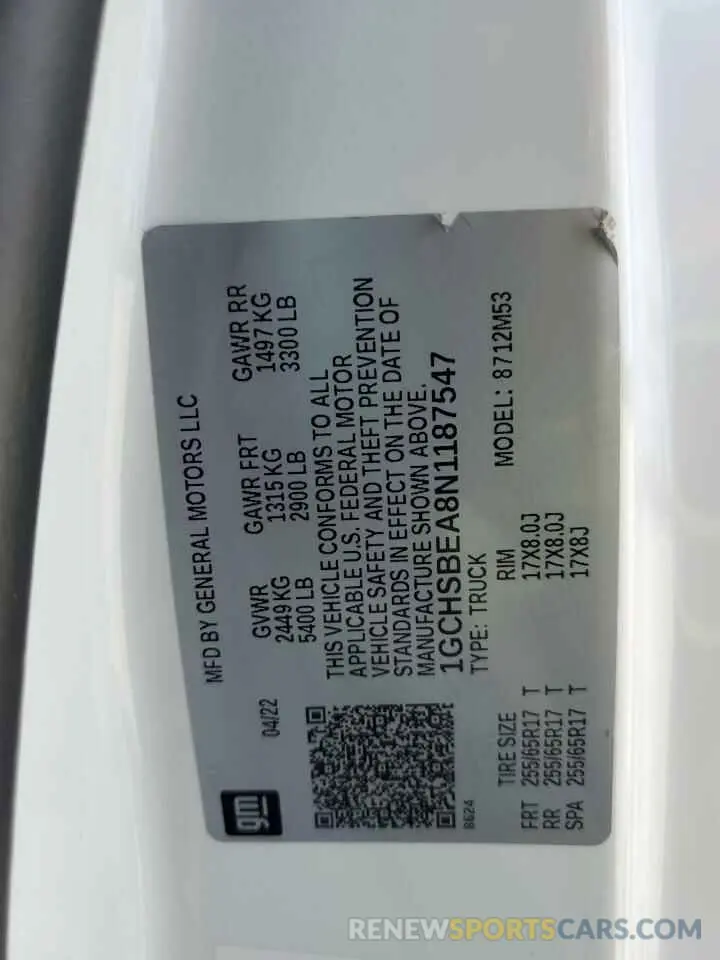 gm
04/22
MFD BY GENERAL MOTORS LLC
GVWR GAWR FRT GAWR RR
2449 KG 1315 KG 1497 KG
5400 LB 2900 LB 3300 LB
THIS VEHICLE CONFORMS TO ALL
APPLICABLE U.S. FEDERAL MOTOR
VEHICLE SAFETY AND THEFT PREVENTION
STANDARDS IN EFFECT ON THE DATE OF
MANUFACTURE SHOWN ABOVE.
1GCHSBEA8N1187547
B624
TYPE: TRUCK MODEL: 8712M53
TIRE SIZE RIM
FRT 255/65R17 T 17X8.0J
RR 255/65R17 T 17X8.0J
SPA 255/65R17 T 17X8J
RENEWSPORTSCARS.COM